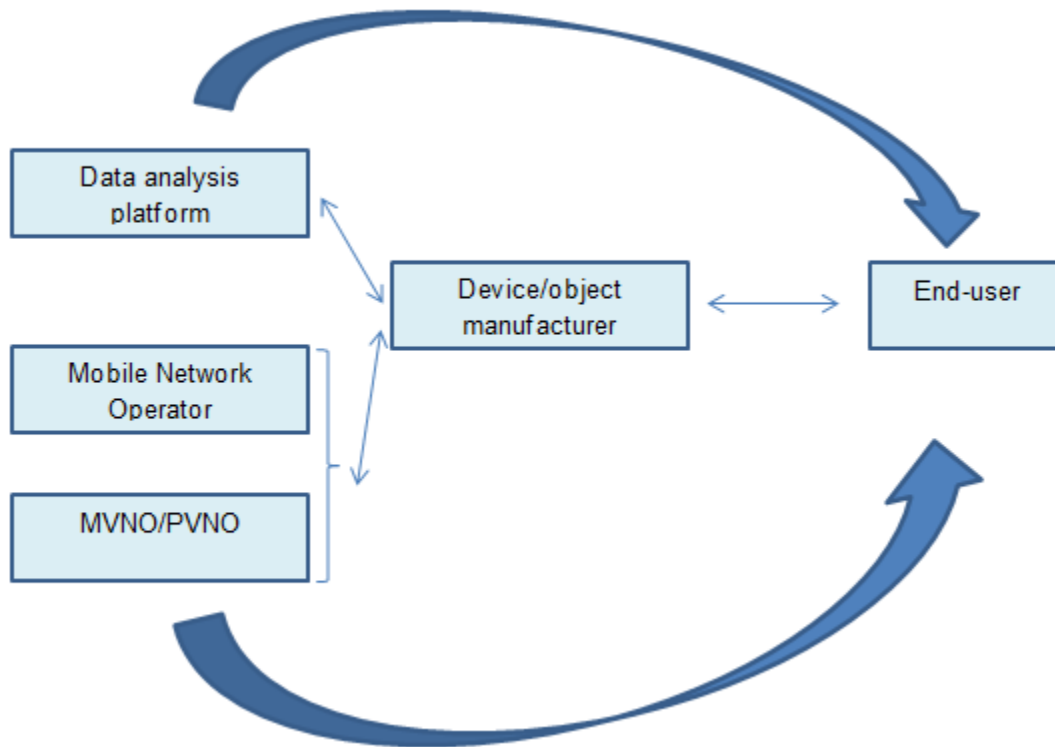 Data analysis
platform
Device/object
manufacturer
End-user
Mobile Network
Operator
MVNO/PVNO